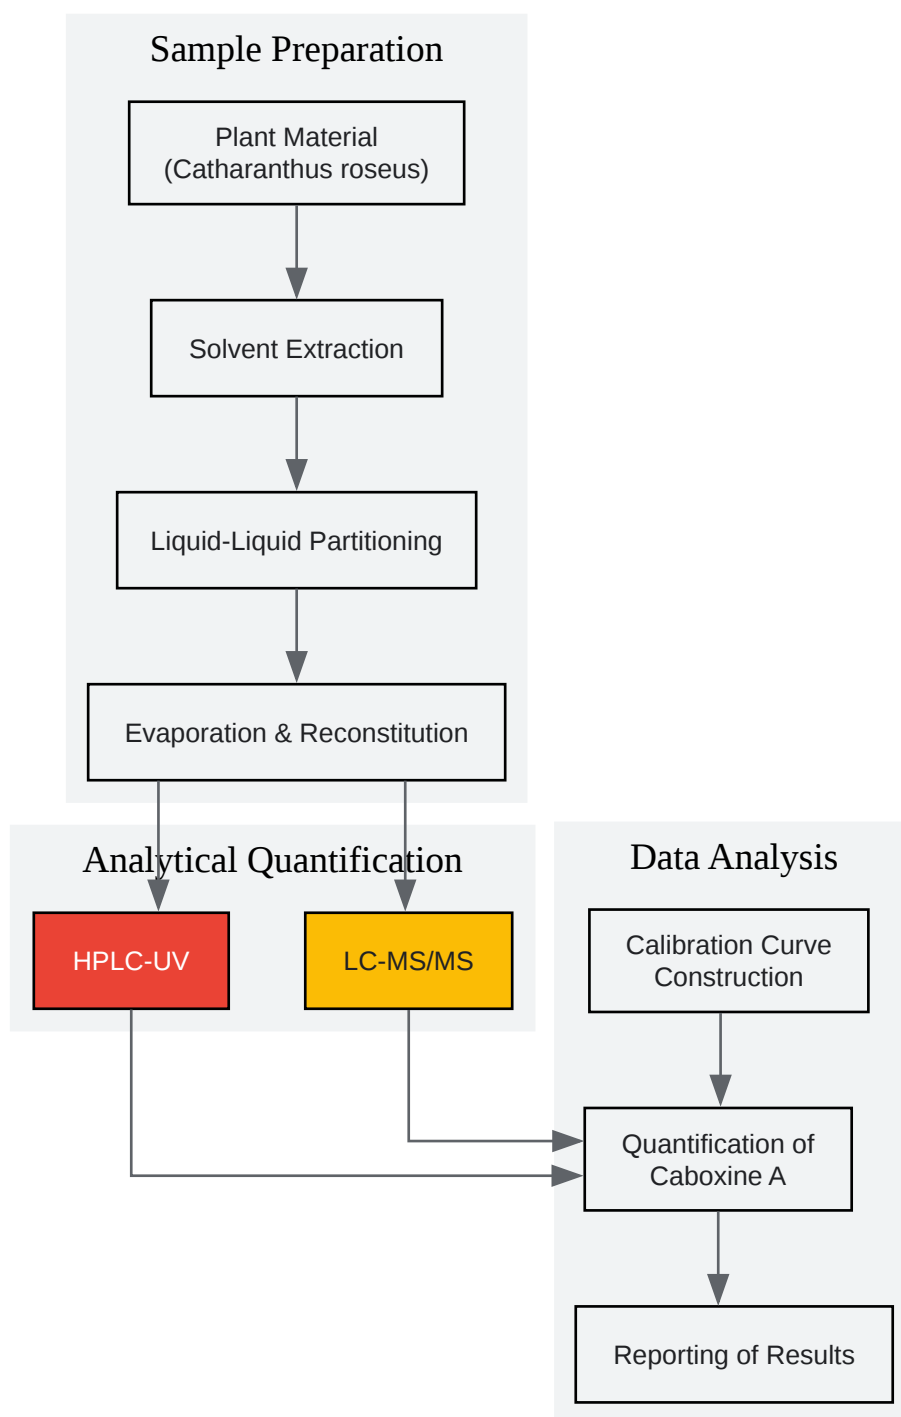 Sample Preparation
Plant Material
(Catharanthus roseus)
Solvent Extraction
Liquid-Liquid Partitioning
Evaporation & Reconstitution
Analytical Quantification
HPLC-UV
LC-MS/MS
Data Analysis
Calibration Curve
Construction
Quantification of
Caboxine A
Reporting of Results